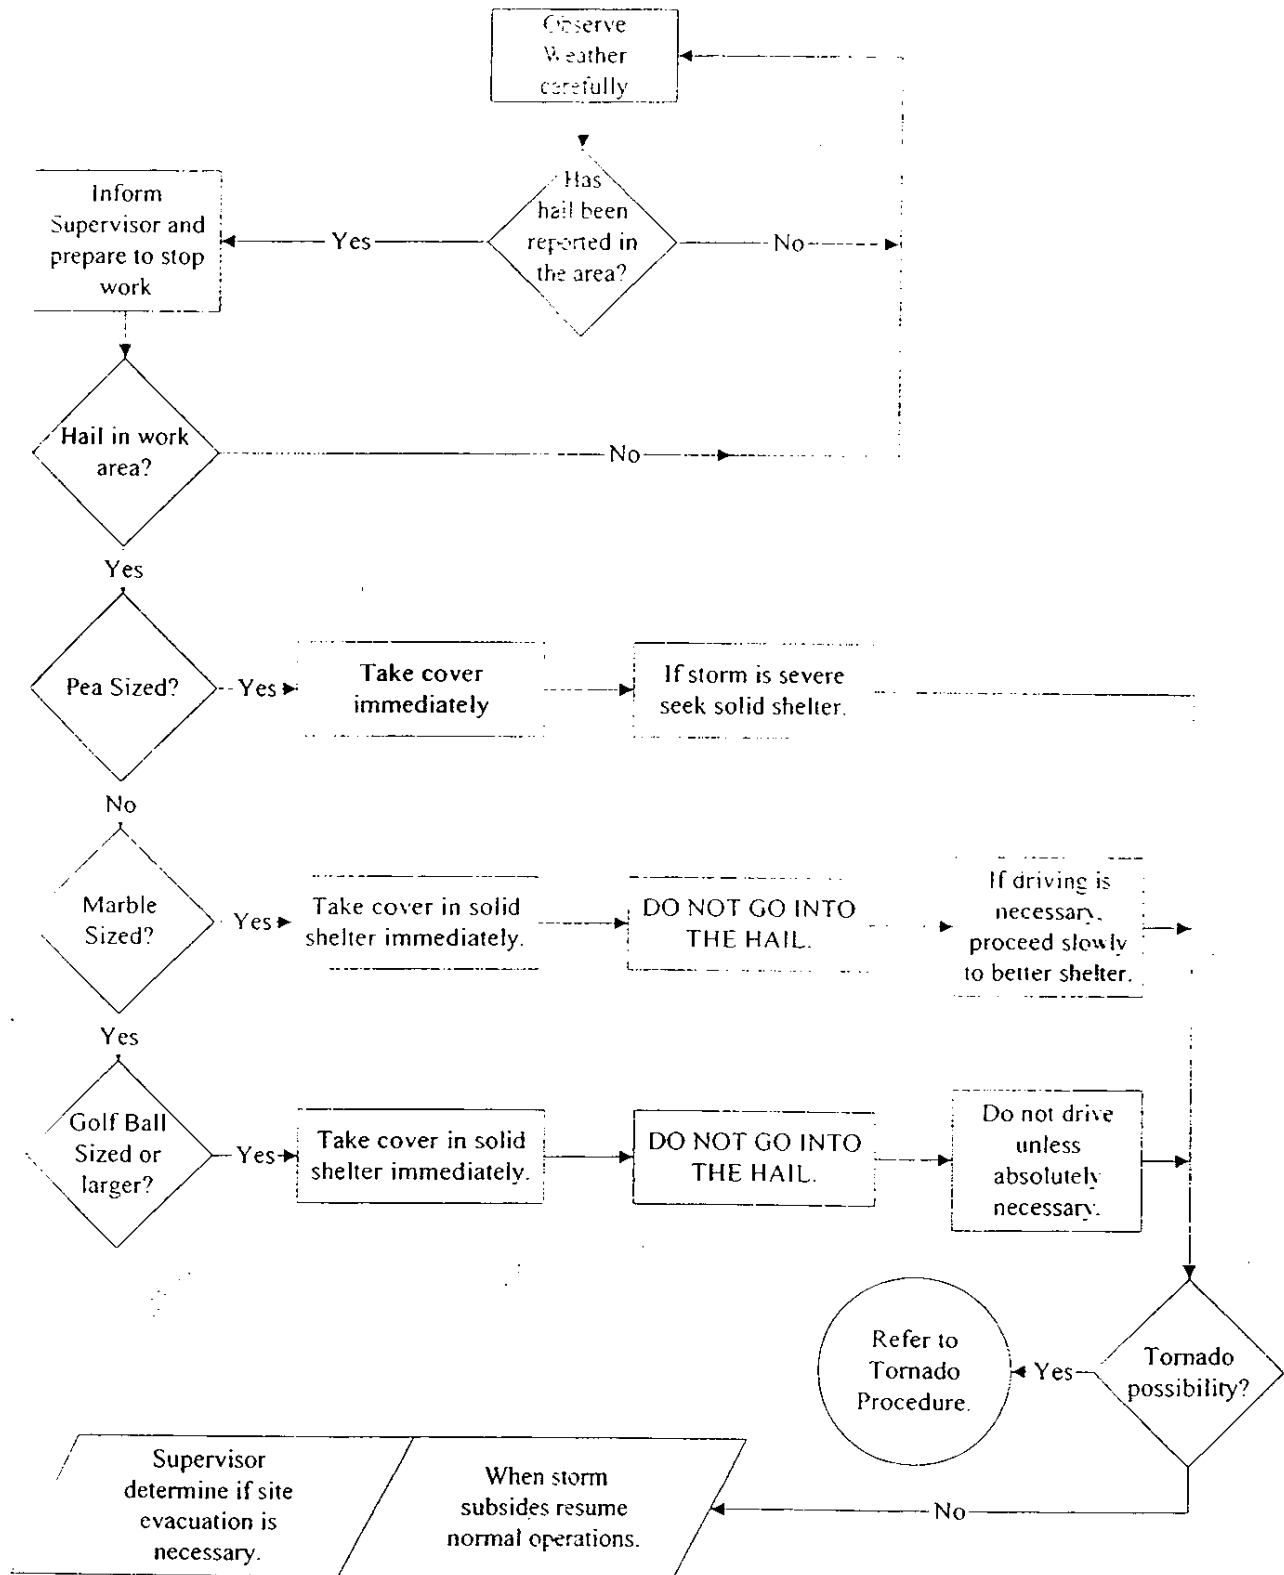 Observe
Weather
carefully
Has
hail been
reported in
the area?
Yes
No
Inform
Supervisor and
prepare to stop
work
Hail in work
area?
No
Yes
Pea Sized?
Yes
Take cover
immediately
If storm is severe
seek solid shelter.
No
Marble
Sized?
Yes
Take cover in solid
shelter immediately.
DO NOT GO INTO
THE HAIL.
If driving is
necessary,
proceed slowly
to better shelter.
Yes
Golf Ball
Sized or
larger?
Yes
Take cover in solid
shelter immediately.
DO NOT GO INTO
THE HAIL.
Do not drive
unless
absolutely
necessary.
Tornado
possibility?
Yes
Refer to
Tornado
Procedure.
No
When storm
subsides resume
normal operations.
Supervisor
determine if site
evacuation is
necessary.